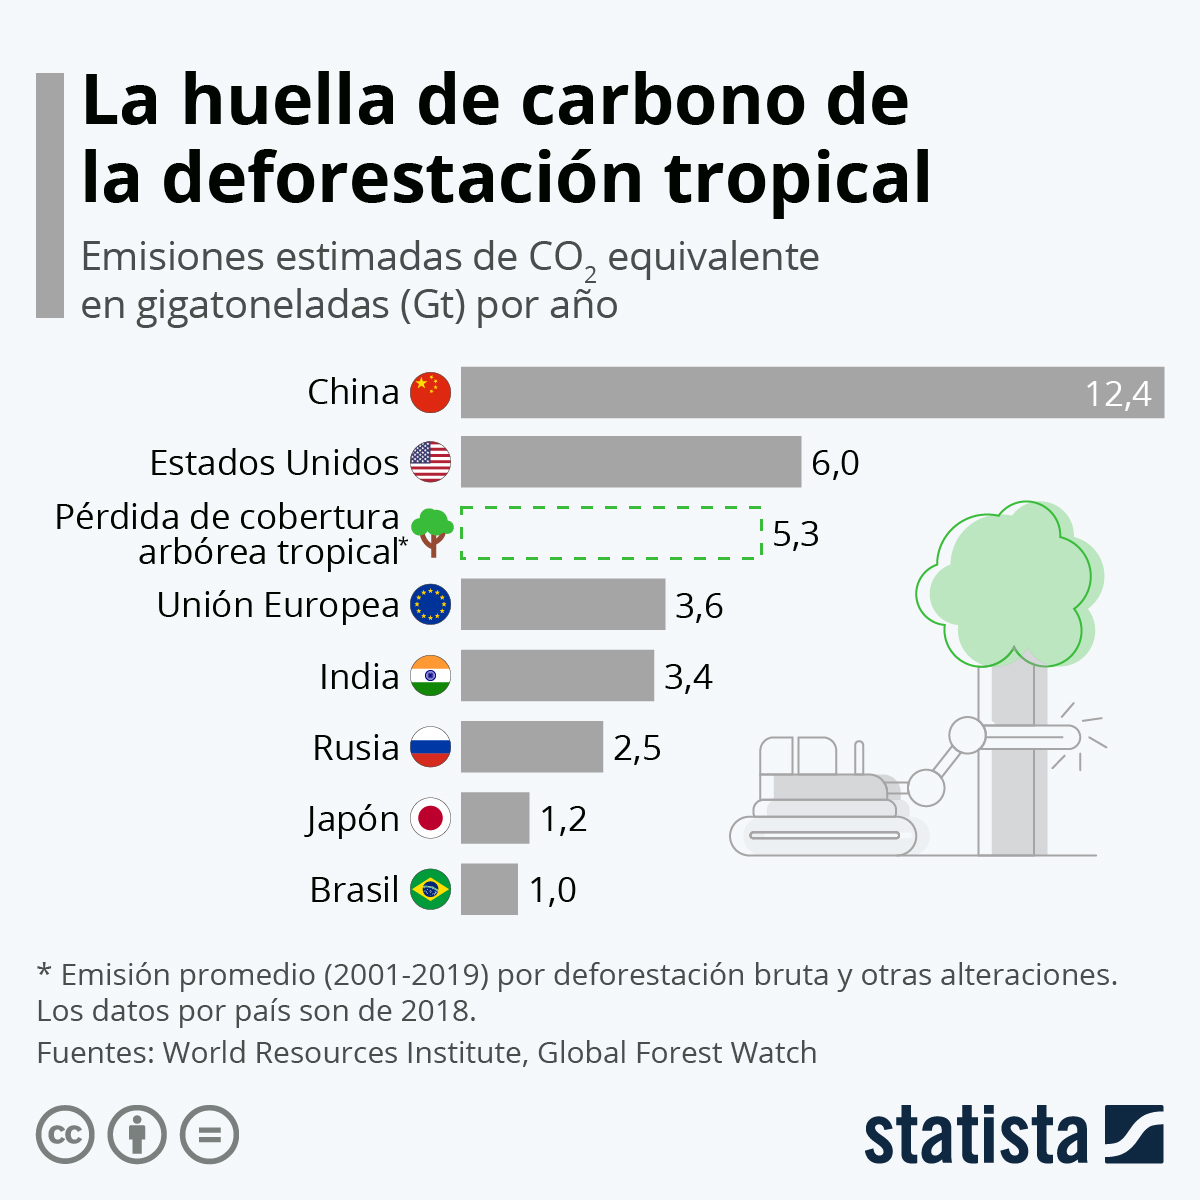 La huella de carbono de
la deforestación tropical
Emisiones estimadas de CO₂ equivalente
en gigatoneladas (Gt) por año
China 12,4
Estados Unidos 6,0
Pérdida de cobertura
arbórea tropical* 5,3
Unión Europea 3,6
India 3,4
Rusia 2,5
Japón 1,2
Brasil 1,0
* Emisión promedio (2001-2019) por deforestación bruta y otras alteraciones.
Los datos por país son de 2018.
Fuentes: World Resources Institute, Global Forest Watch
cc
statista